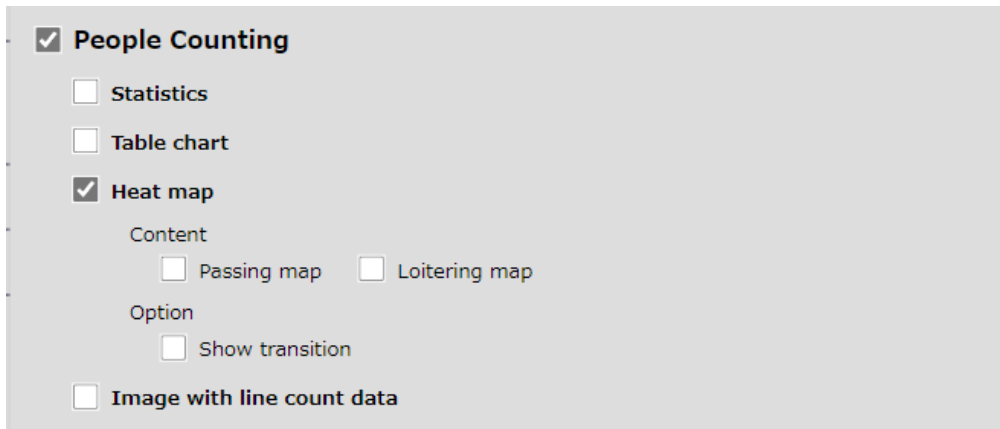 People Counting
Statistics
Table chart
Heat map
Content
Passing map Loitering map
Option
Show transition
Image with line count data